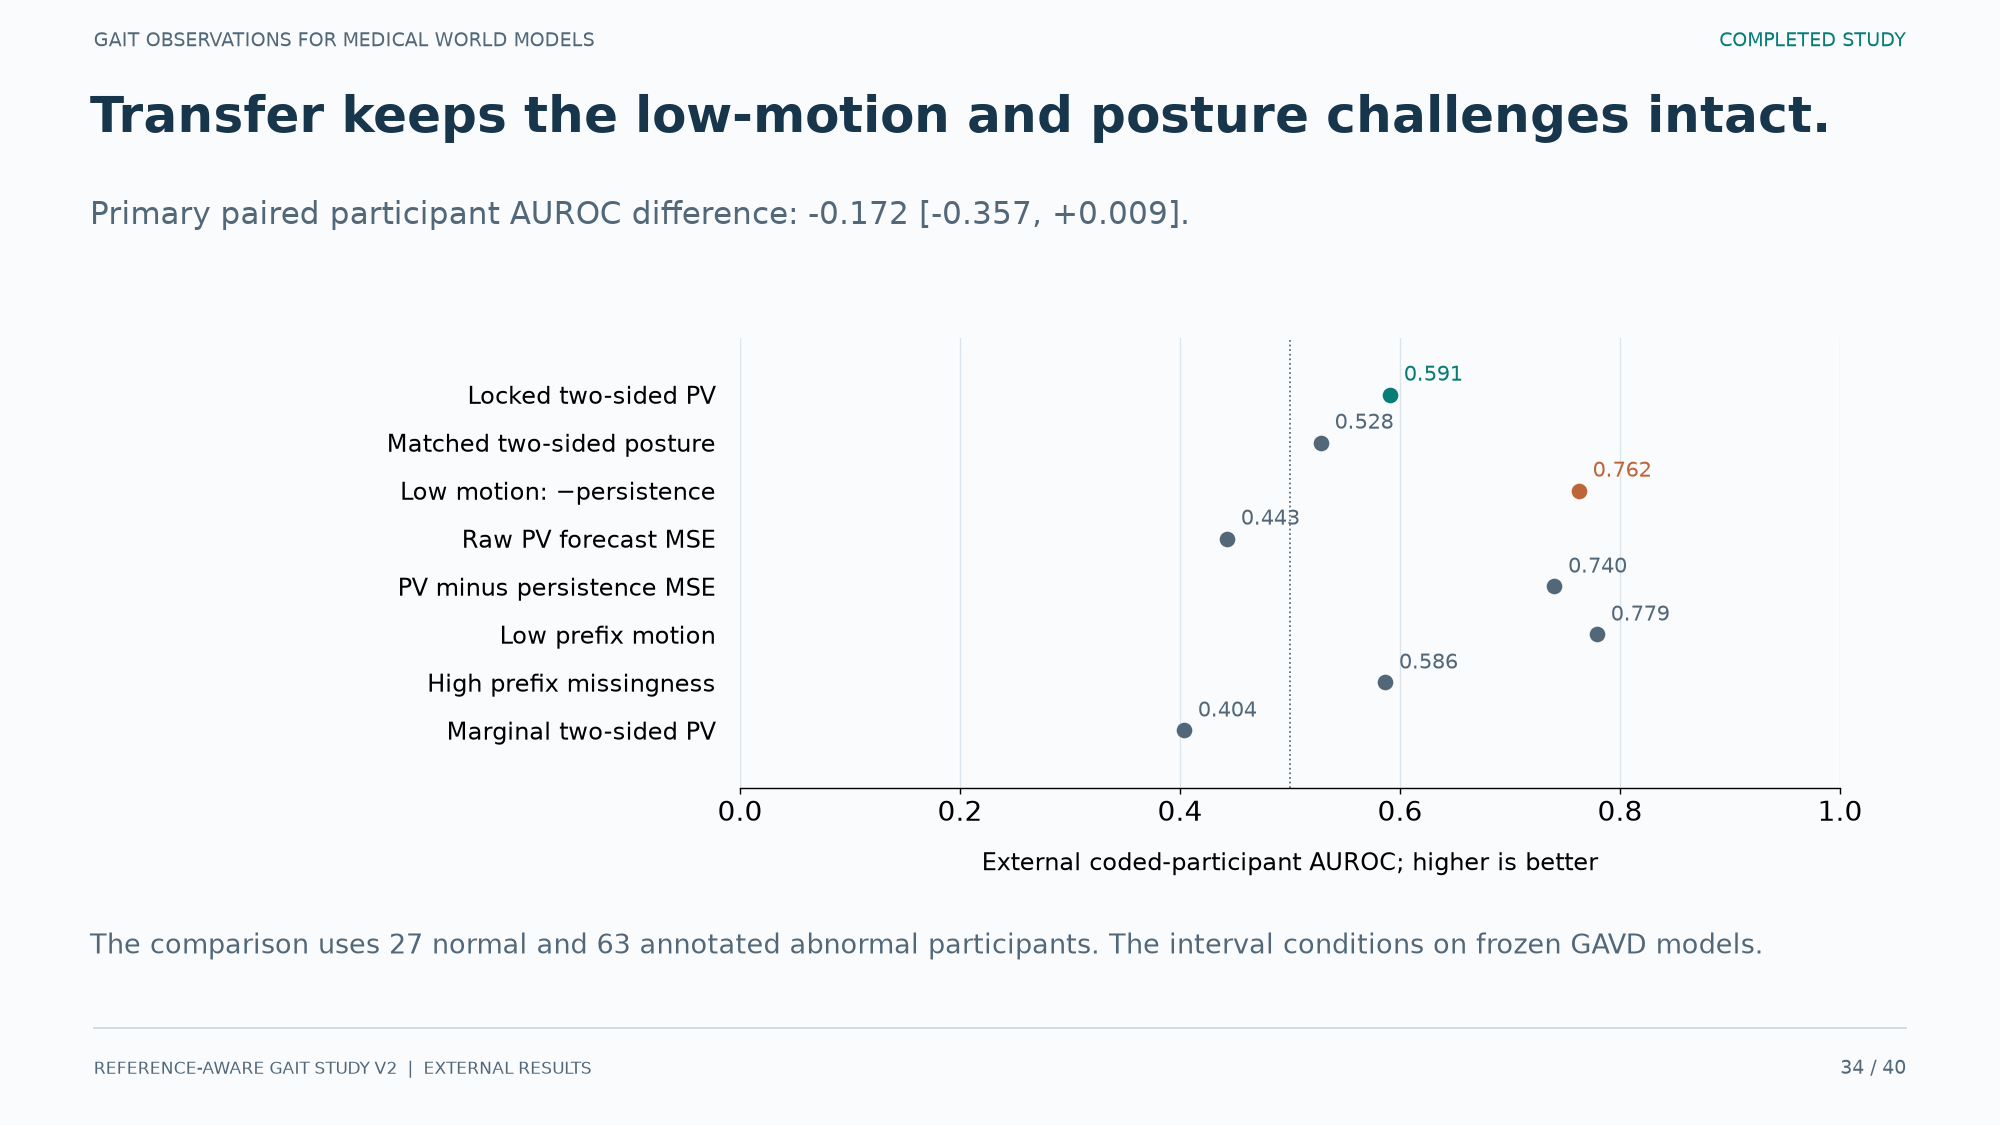 GAIT OBSERVATIONS FOR MEDICAL WORLD MODELS
COMPLETED STUDY
Transfer keeps the low-motion and posture challenges intact.
Primary paired participant AUROC difference: -0.172 [-0.357, +0.009].
Locked two-sided PV
0.591
Matched two-sided posture
0.528
Low motion: −persistence
0.762
Raw PV forecast MSE
0.443
PV minus persistence MSE
0.740
Low prefix motion
0.779
High prefix missingness
0.586
Marginal two-sided PV
0.404
0.0 0.2 0.4 0.6 0.8 1.0
External coded-participant AUROC; higher is better
The comparison uses 27 normal and 63 annotated abnormal participants. The interval conditions on frozen GAVD models.
REFERENCE-AWARE GAIT STUDY V2 | EXTERNAL RESULTS
34 / 40